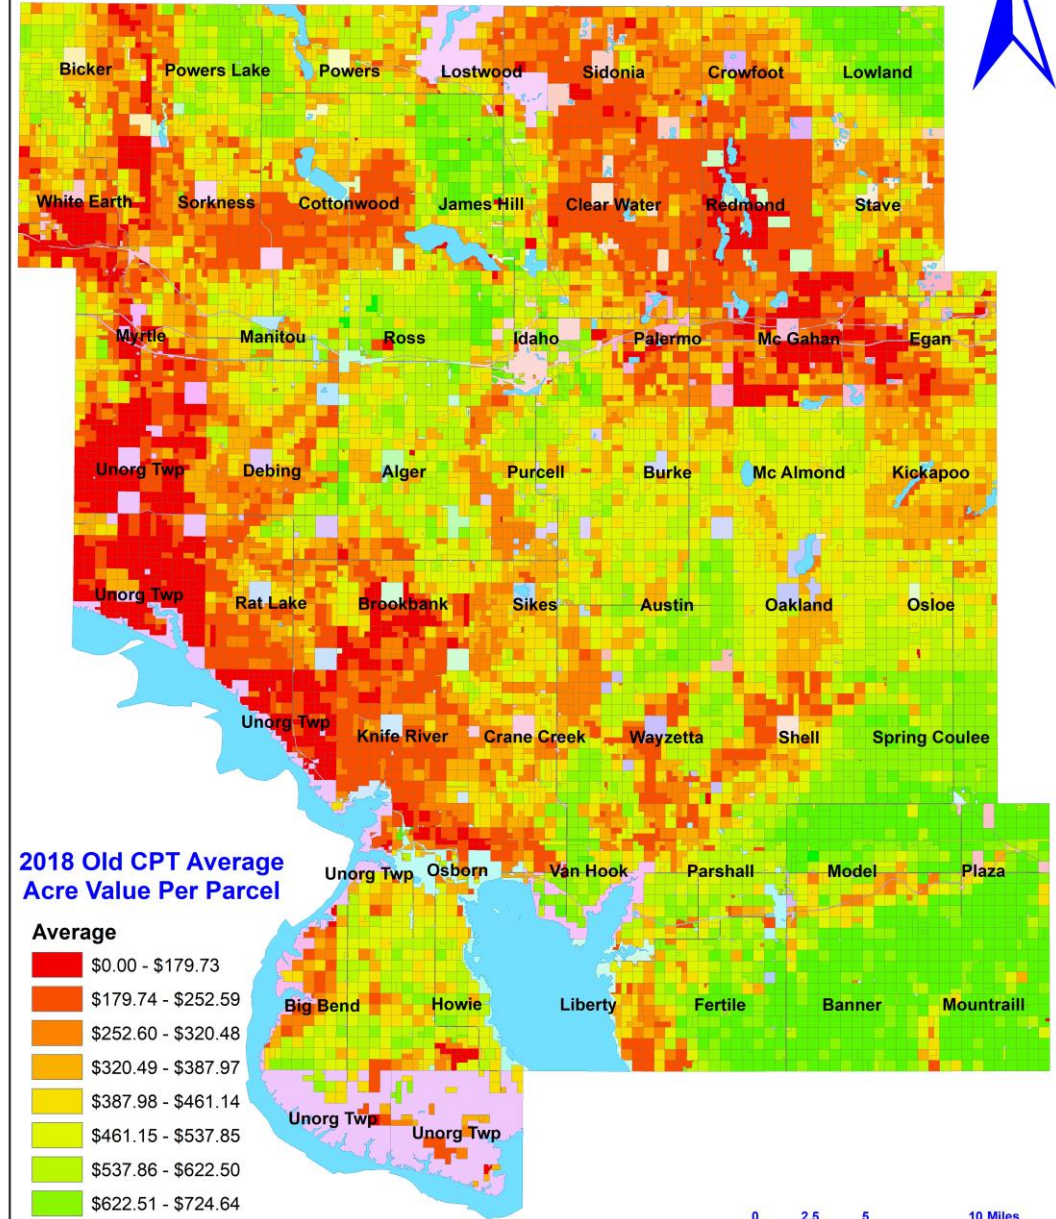 Bicker Powers Lake Powers Lostwood Sidonia Crowfoot Lowland
White Earth Sorkness Cottonwood James Hill Clear Water Redmond Stave
Myrtle Manitou Ross Idaho Palermo Mc Gahan Egan
Unorg Twp Debing Alger Purcell Burke Mc Almond Kickapoo
Unorg Twp Rat Lake Brookbank Sikes Austin Oakland Osloe
Unorg Twp Knife River Crane Creek Wayzetta Shell Spring Coulee
Unorg Twp Osborn Van Hook Parshall Model Plaza
Big Bend Howie Liberty Fertile Banner Mountraill
Unorg Twp Unorg Twp
2018 Old CPT Average
Acre Value Per Parcel
Average
$0.00 - $179.73
$179.74 - $252.59
$252.60 - $320.48
$320.49 - $387.97
$387.98 - $461.14
$461.15 - $537.85
$537.86 - $622.50
$622.51 - $724.64
0 2.5 5 10 Miles